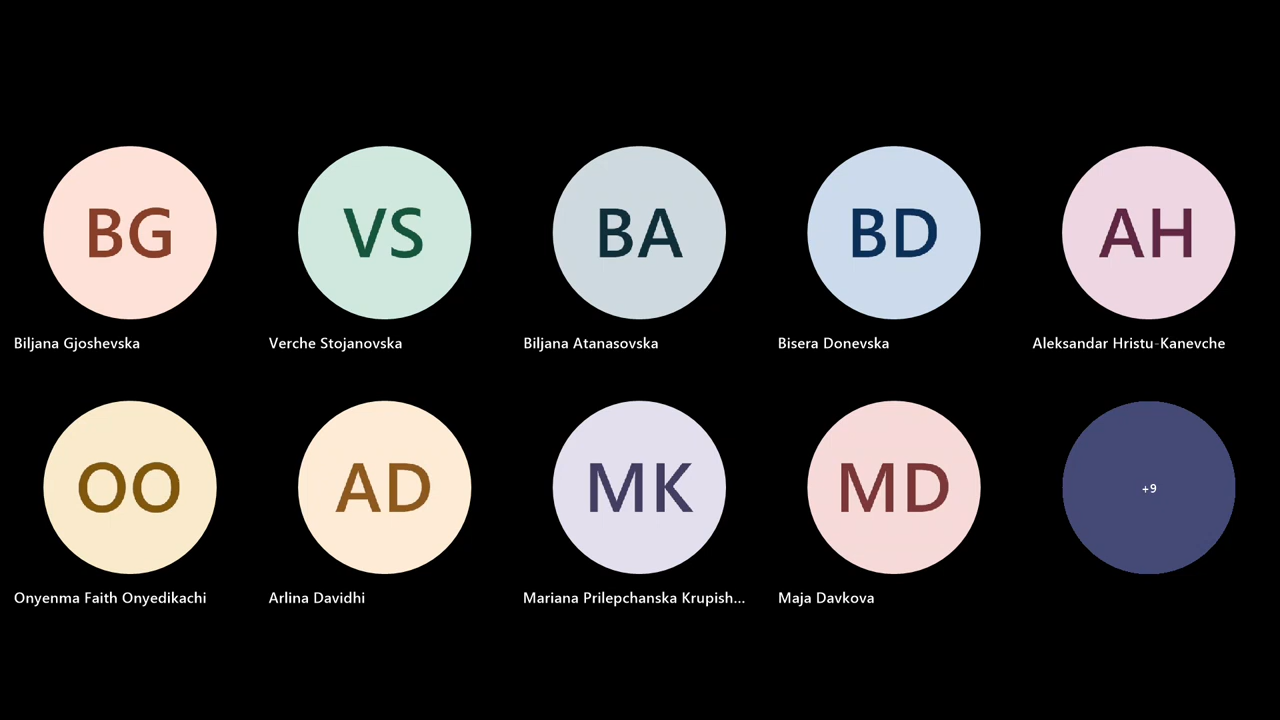 BG
VS
BA
BD
AH
Biljana Gjoshevska
Verche Stojanovska
Biljana Atanasovska
Bisera Donevska
Aleksandar Hristu-Kanevche
OO
AD
MK
MD
+9
Onyenma Faith Onyedikachi
Arlina Davidhi
Mariana Prilepchanska Krupish...
Maja Davkova